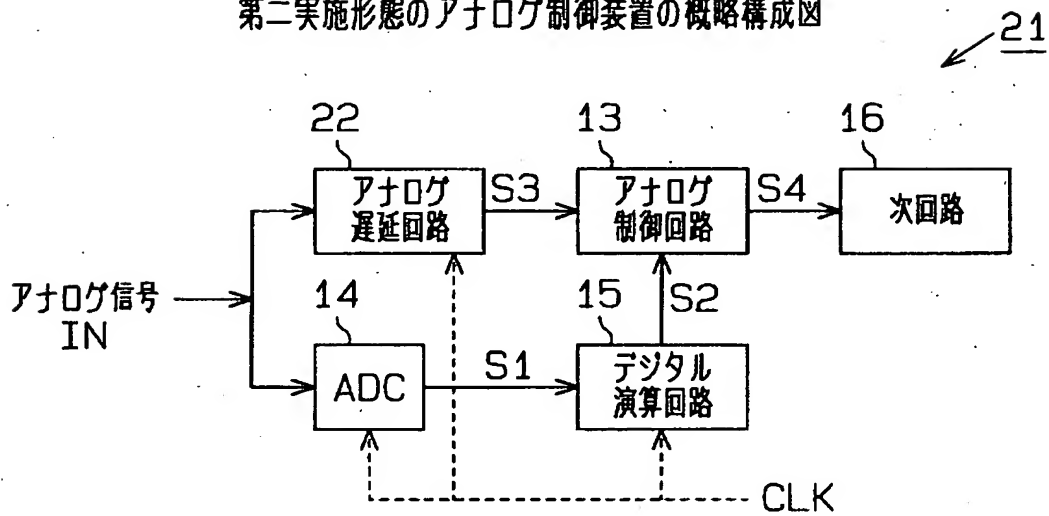 第二実施形態のアナログ制御装置の概略構成図
21
22
アナログ
遅延回路
S3
13
アナログ
制御回路
S4
16
次回路
アナログ信号
IN
14
ADC
S1
15
デジタル
演算回路
S2
CLK